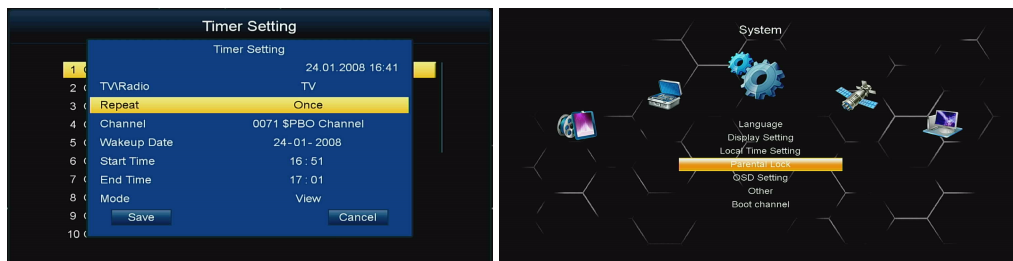 Timer Setting
Timer Setting
24.01.2008 16:41
TV\Radio TV
Repeat Once
Channel 0071 $PBO Channel
Wakeup Date 24-01-2008
Start Time 16:51
End Time 17:01
Mode View
Save Cancel
1
2
3
4
5
6
7
8
9
10
System
Language
Display Setting
Local Time Setting
Parental Lock
OSD Setting
Other
Boot channel